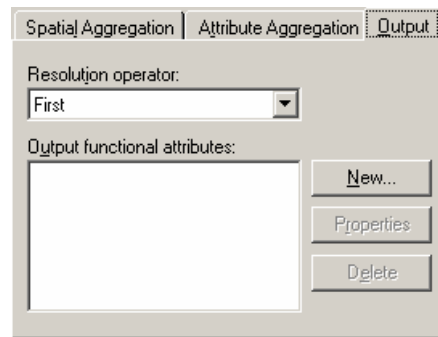 Spatial Aggregation
Attribute Aggregation
Output
Resolution operator:
First
Output functional attributes:
New...
Properties
Delete